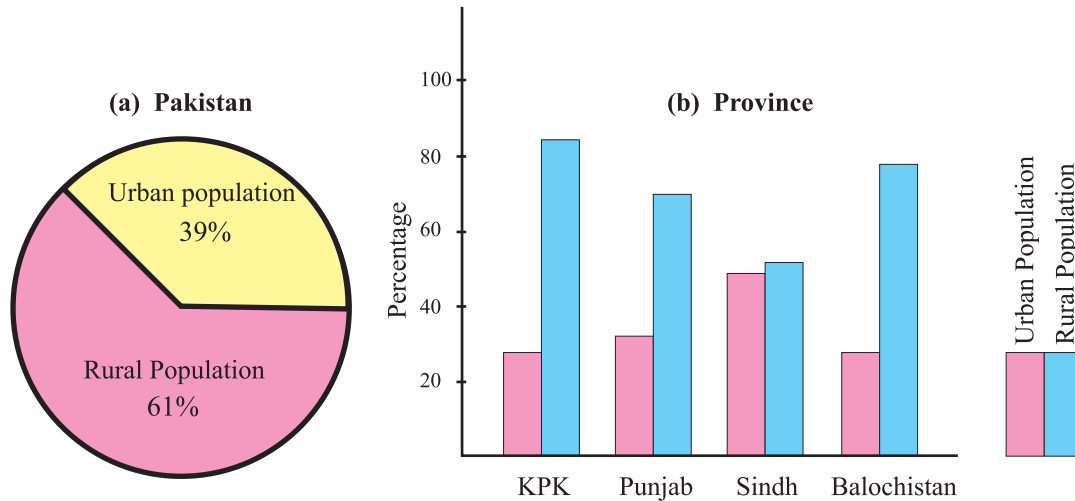 (a) Pakistan
Urban population
39%
Rural Population
61%
(b) Province
Percentage
100
80
60
40
20
KPK
Punjab
Sindh
Balochistan
Urban Population
Rural Population